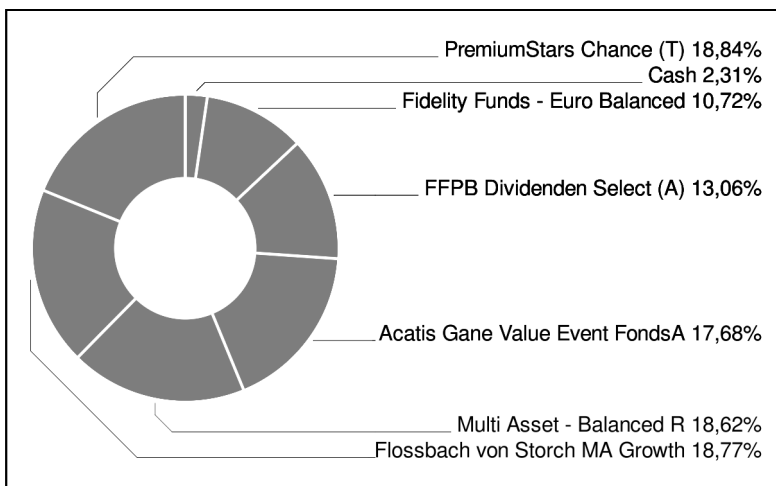 PremiumStars Chance (T) 18,84%
Cash 2,31%
Fidelity Funds - Euro Balanced 10,72%
FFPB Dividenden Select (A) 13,06%
Acatis Gane Value Event FondsA 17,68%
Multi Asset - Balanced R 18,62%
Flossbach von Storch MA Growth 18,77%